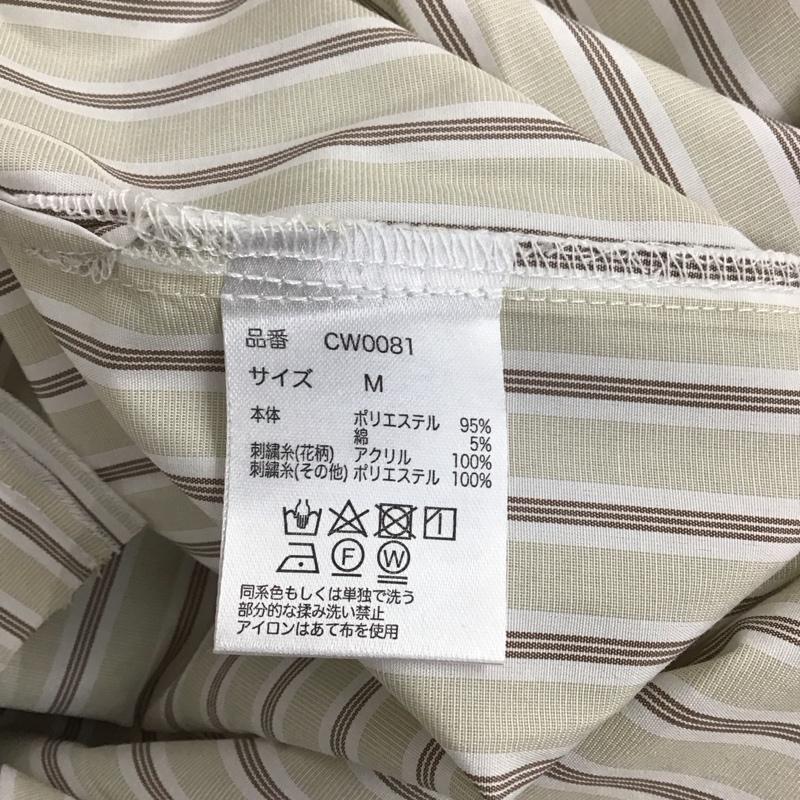 品番 CW0081
サイズ M
本体 ポリエステル 95%
綿 5%
刺繍糸(花柄) アクリル 100%
刺繍糸(その他) ポリエステル 100%
F W
同系色もしくは単独で洗う
部分的な揉み洗い禁止
アイロンはあて布を使用